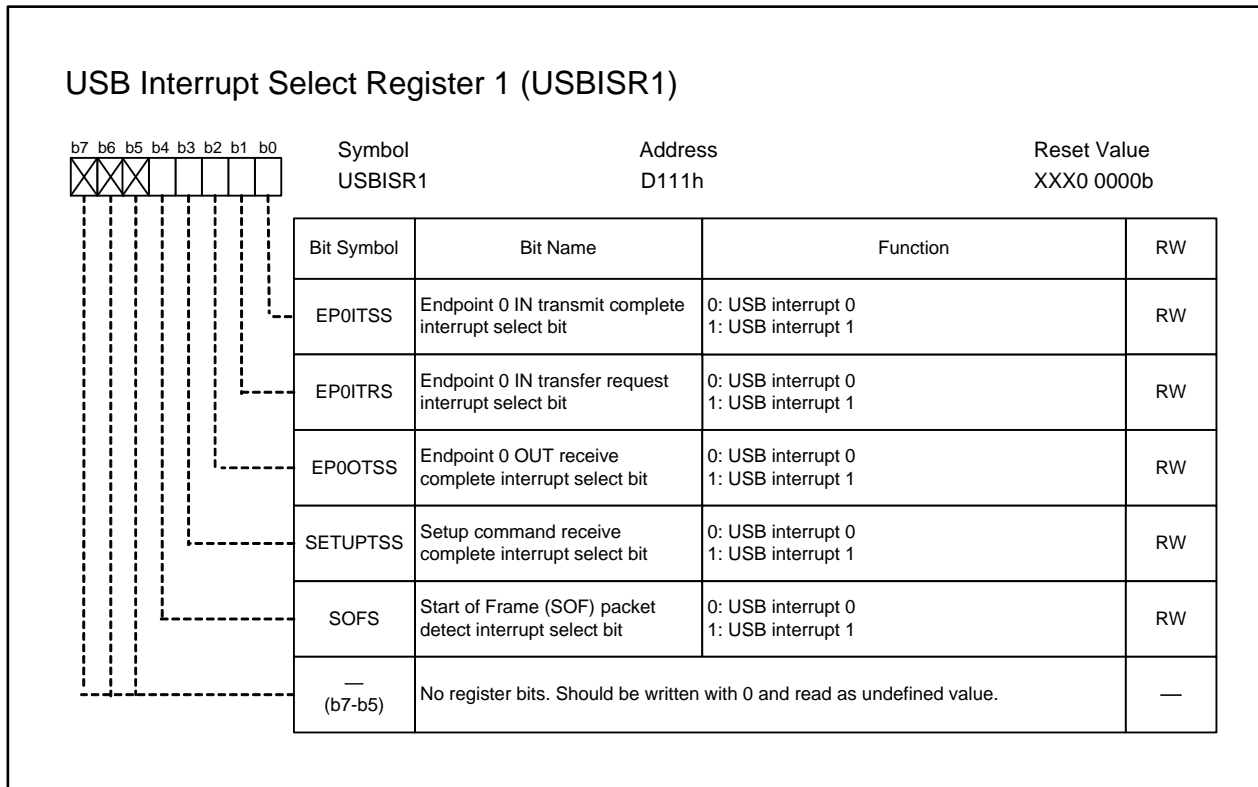 USB Interrupt Select Register 1 (USBISR1)
b7 b6 b5 b4 b3 b2 b1 b0
Symbol Address Reset Value
USBISR1 D111h XXX0 0000b
Bit Symbol Bit Name Function RW
EP0ITSS Endpoint 0 IN transmit complete interrupt select bit 0: USB interrupt 0 1: USB interrupt 1 RW
EP0ITRS Endpoint 0 IN transfer request interrupt select bit 0: USB interrupt 0 1: USB interrupt 1 RW
EP0OTSS Endpoint 0 OUT receive complete interrupt select bit 0: USB interrupt 0 1: USB interrupt 1 RW
SETUPTSS Setup command receive complete interrupt select bit 0: USB interrupt 0 1: USB interrupt 1 RW
SOFS Start of Frame (SOF) packet detect interrupt select bit 0: USB interrupt 0 1: USB interrupt 1 RW
— (b7-b5) No register bits. Should be written with 0 and read as undefined value. —